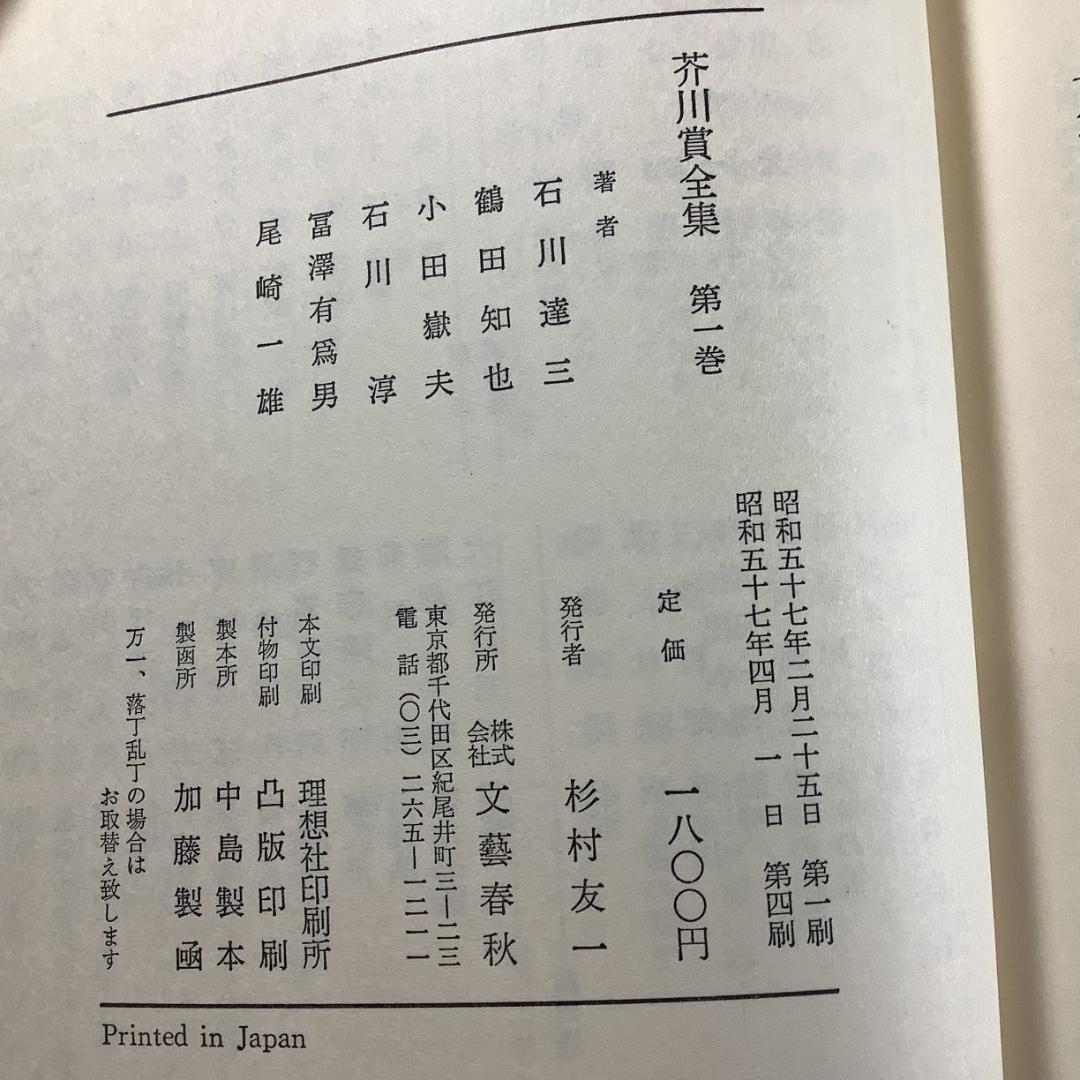 芥川賞全集　第一巻
著者
石川達三
鶴田知也
小田嶽夫
石川　淳
冨澤有爲男
尾崎一雄
昭和五十七年二月二十五日　第一刷
昭和五十七年四月　一　日　第四刷
定価　一八〇〇円
発行者　杉村友一
発行所　株式会社　文藝春秋
東京都千代田区紀尾井町三―二三
電話（〇三）二六五―一二一一
本文印刷　理想社印刷所
付物印刷　凸版印刷
製本所　中島製本
製函所　加藤製函
万一、落丁乱丁の場合は
お取替え致します
Printed in Japan